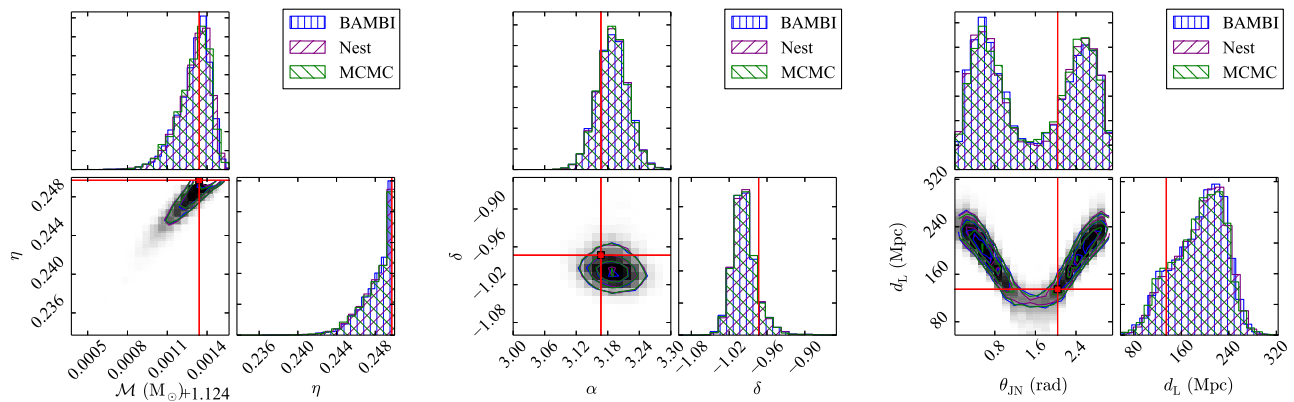 BAMBI
Nest
MCMC
η
0.248
0.244
0.240
0.236
0.0005
0.0008
0.0011
0.0014
ℳ (M⊙)
+1.124
0.236
0.240
0.244
0.248
η
BAMBI
Nest
MCMC
δ
−0.90
−0.96
−1.02
−1.08
3.00
3.06
3.12
3.18
3.24
3.30
α
−1.08
−1.02
−0.96
−0.90
δ
BAMBI
Nest
MCMC
d_L (Mpc)
320
240
160
80
0.8
1.6
2.4
θ_JN (rad)
80
160
240
320
d_L (Mpc)